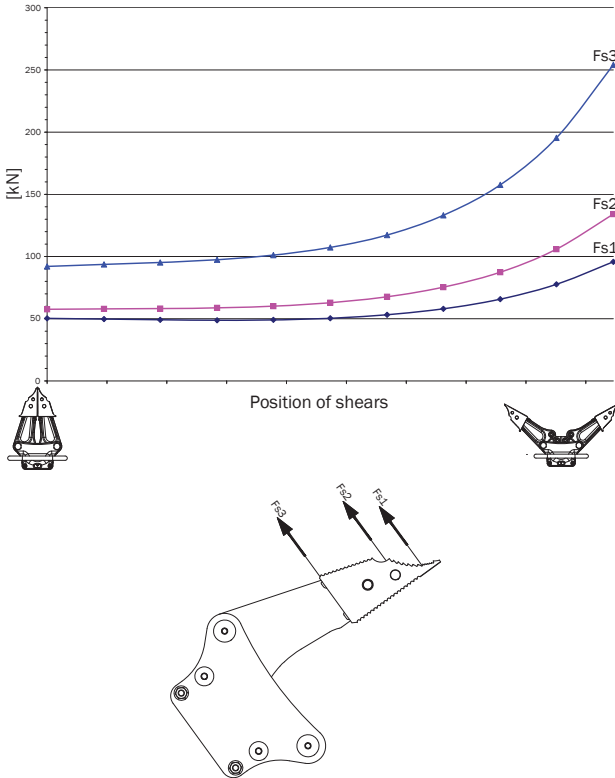 300
Fs3
250
200
[kN]
Fs2
150
Fs1
100
50
0
Position of shears
Fs3
Fs2
Fs1